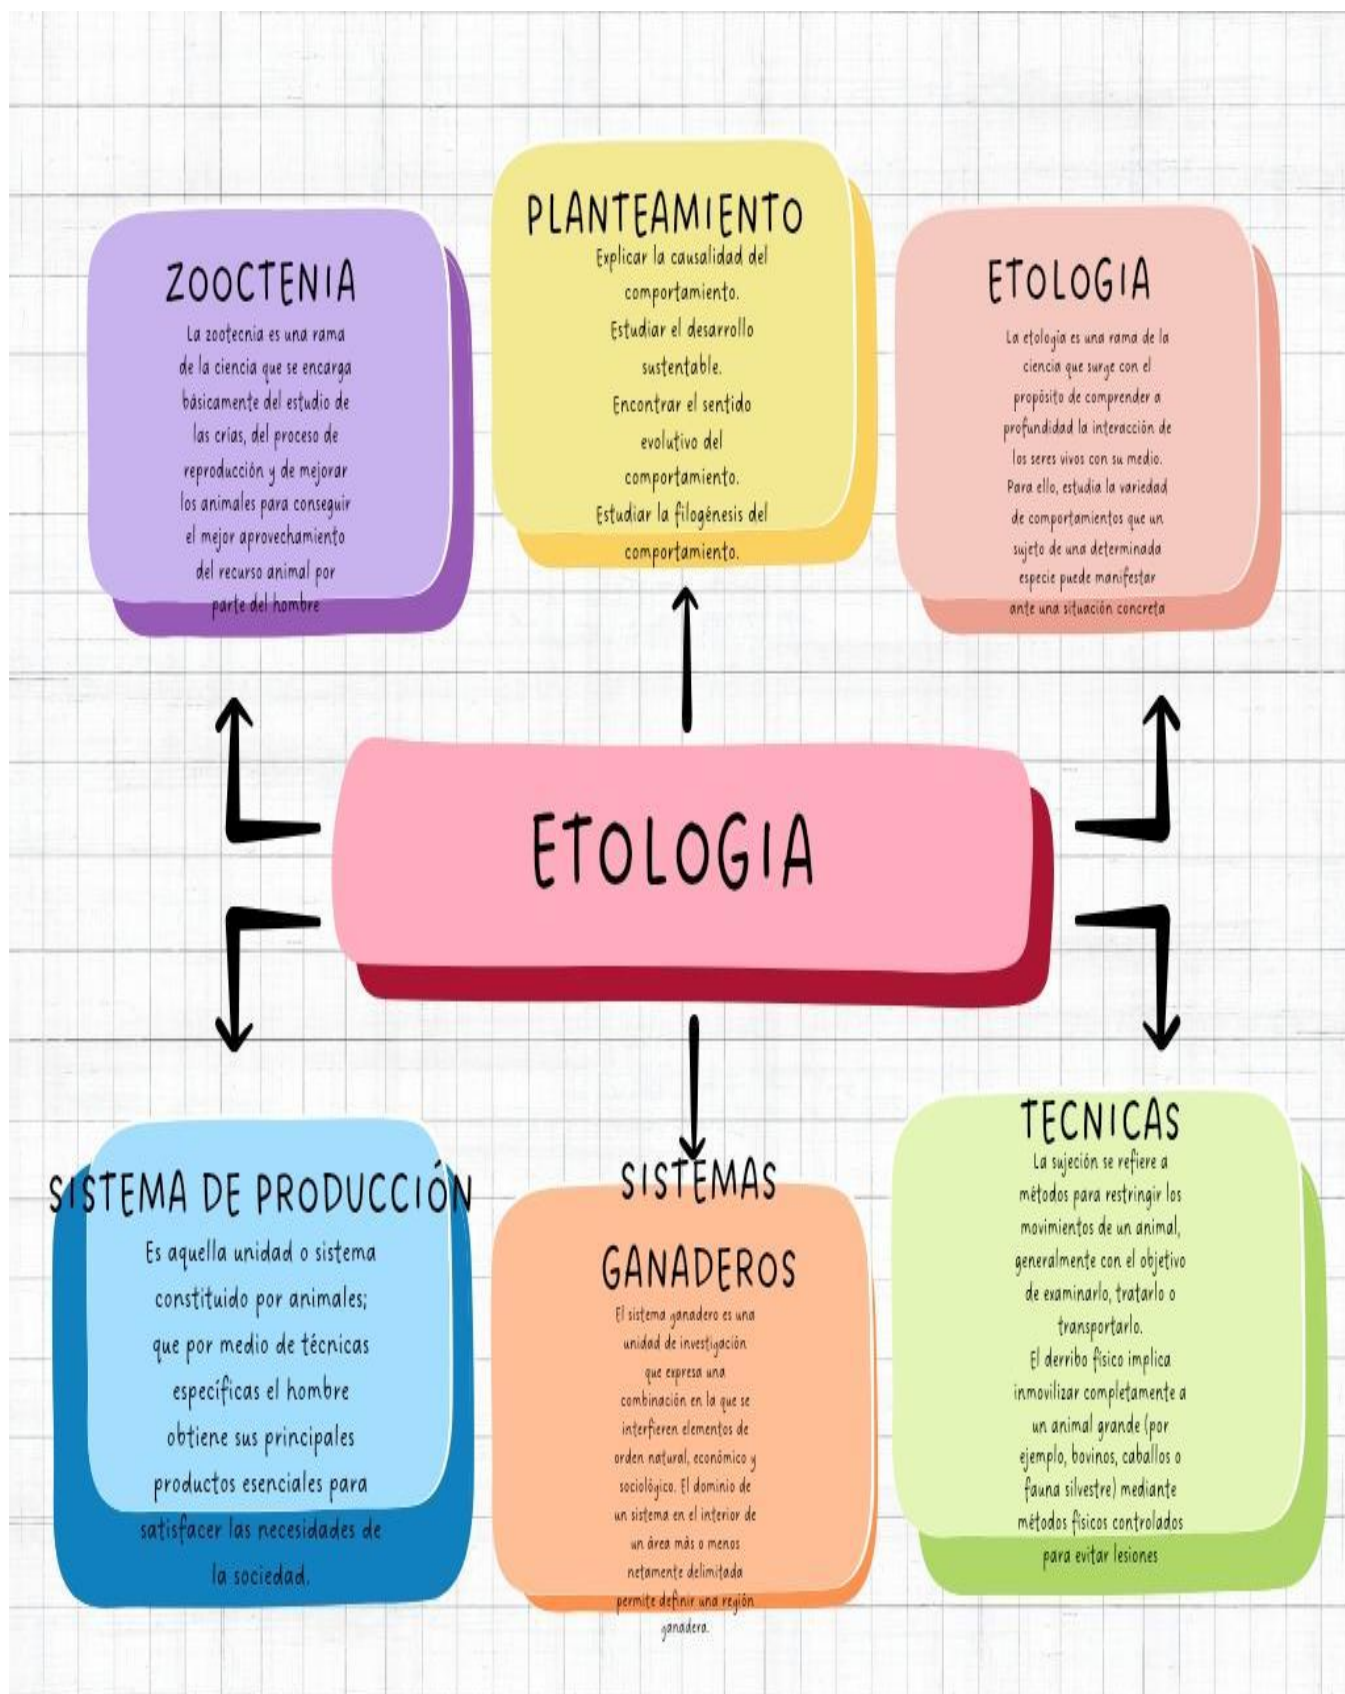 ZOOCTENIA
La zootecnia es una rama
de la ciencia que se encarga
básicamente del estudio de
las crías, del proceso de
reproducción y de mejorar
los animales para conseguir
el mejor aprovechamiento
del recurso animal por
parte del hombre
PLANTEAMIENTO
Explicar la causalidad del
comportamiento.
Estudiar el desarrollo
sustentable.
Encontrar el sentido
evolutivo del
comportamiento.
Estudiar la filogénesis del
comportamiento.
ETOLOGIA
La etología es una rama de la
ciencia que surge con el
propósito de comprender a
profundidad la interacción de
los seres vivos con su medio.
Para ello, estudia la variedad
de comportamientos que un
sujeto de una determinada
especie puede manifestar
ante una situación concreta
ETOLOGIA
SISTEMA DE PRODUCCIÓN
Es aquella unidad o sistema
constituido por animales;
que por medio de técnicas
específicas el hombre
obtiene sus principales
productos esenciales para
satisfacer las necesidades de
la sociedad.
SISTEMAS
GANADEROS
El sistema ganadero es una
unidad de investigación
que expresa una
combinación en la que se
interfieren elementos de
orden natural, económico y
sociológico. El dominio de
un sistema en el interior de
un área más o menos
netamente delimitada
permite definir una región
ganadera.
TECNICAS
La sujeción se refiere a
métodos para restringir los
movimientos de un animal,
generalmente con el objetivo
de examinarlo, tratarlo o
transportarlo.
El derribo físico implica
inmovilizar completamente a
un animal grande (por
ejemplo, bovinos, caballos o
fauna silvestre) mediante
métodos físicos controlados
para evitar lesiones